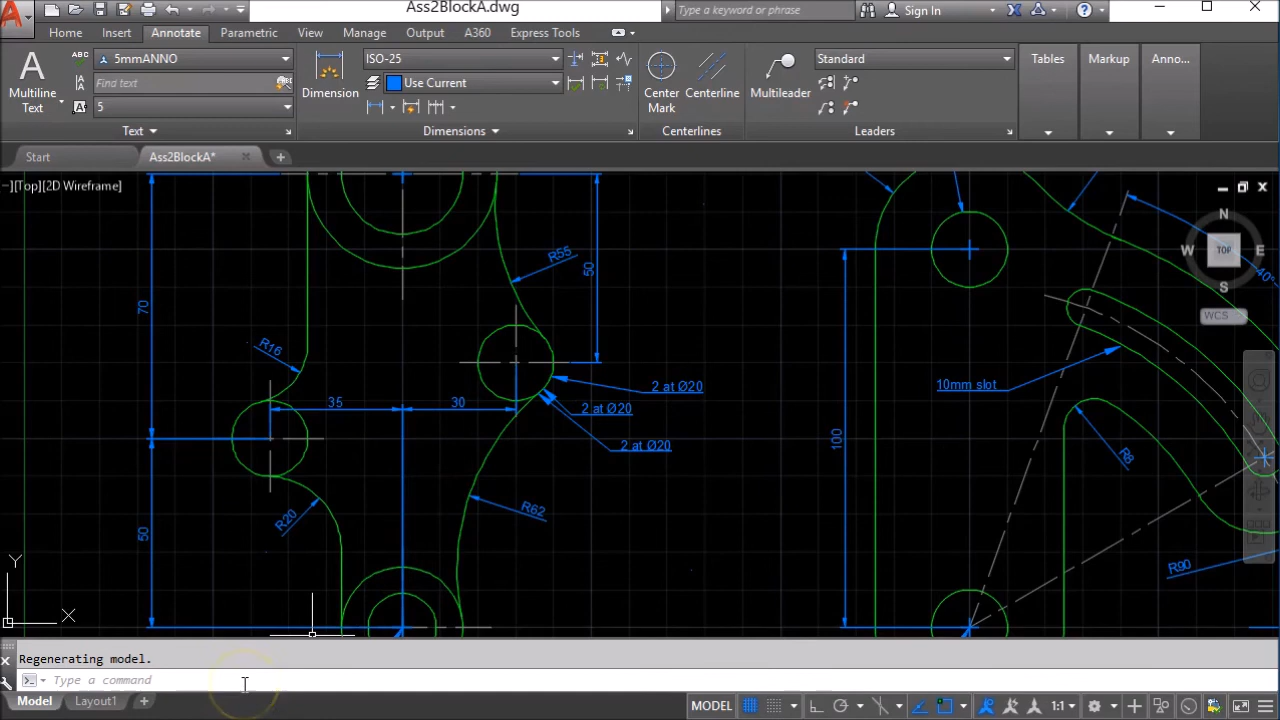 Ass2BlockA.dwg
Type a keyword or phrase
Sign In
Home Insert Annotate Parametric View Manage Output A360 Express Tools
ABC
5mmANNO
ISO-25
Standard
Find text
Use Current
5
Multiline
Text
Dimension
Center
Mark
Centerline
Multileader
Tables
Markup
Anno...
Text
Dimensions
Centerlines
Leaders
Start
Ass2BlockA*
−][Top][2D Wireframe]
N
W
TOP
E
S
WCS
R55
50
40°
70
R16
2 at Ø20
10mm slot
35
30
2 at Ø20
2 at Ø20
100
R8
R62
R20
50
R90
Y
X
Regenerating model.
Type a command
Model
Layout1
MODEL
1:1